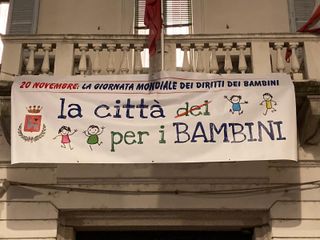 20 NOVEMBRE: LA GIORNATA MONDIALE DEI DIRITTI DEI BAMBINI
la città dei
per i BAMBINI